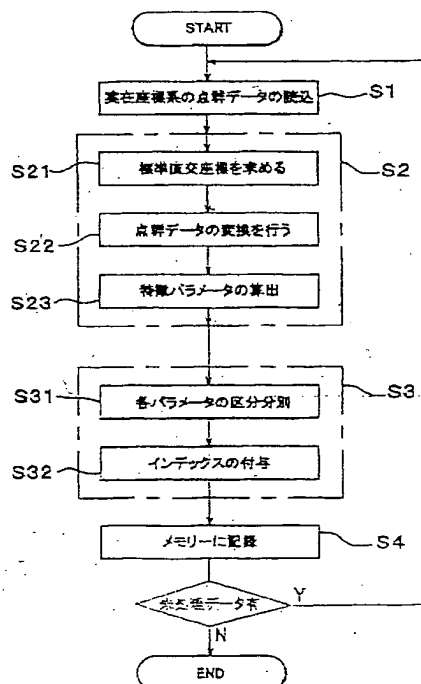 START
実在座標系の点群データの読込
S1
S2
S21
標準直交座標を求める
S22
点群データの変換を行う
S23
特徴パラメータの算出
S3
S31
各パラメータの区分分別
S32
インデックスの付与
メモリーに記録
S4
未処理データ有
Y
N
END